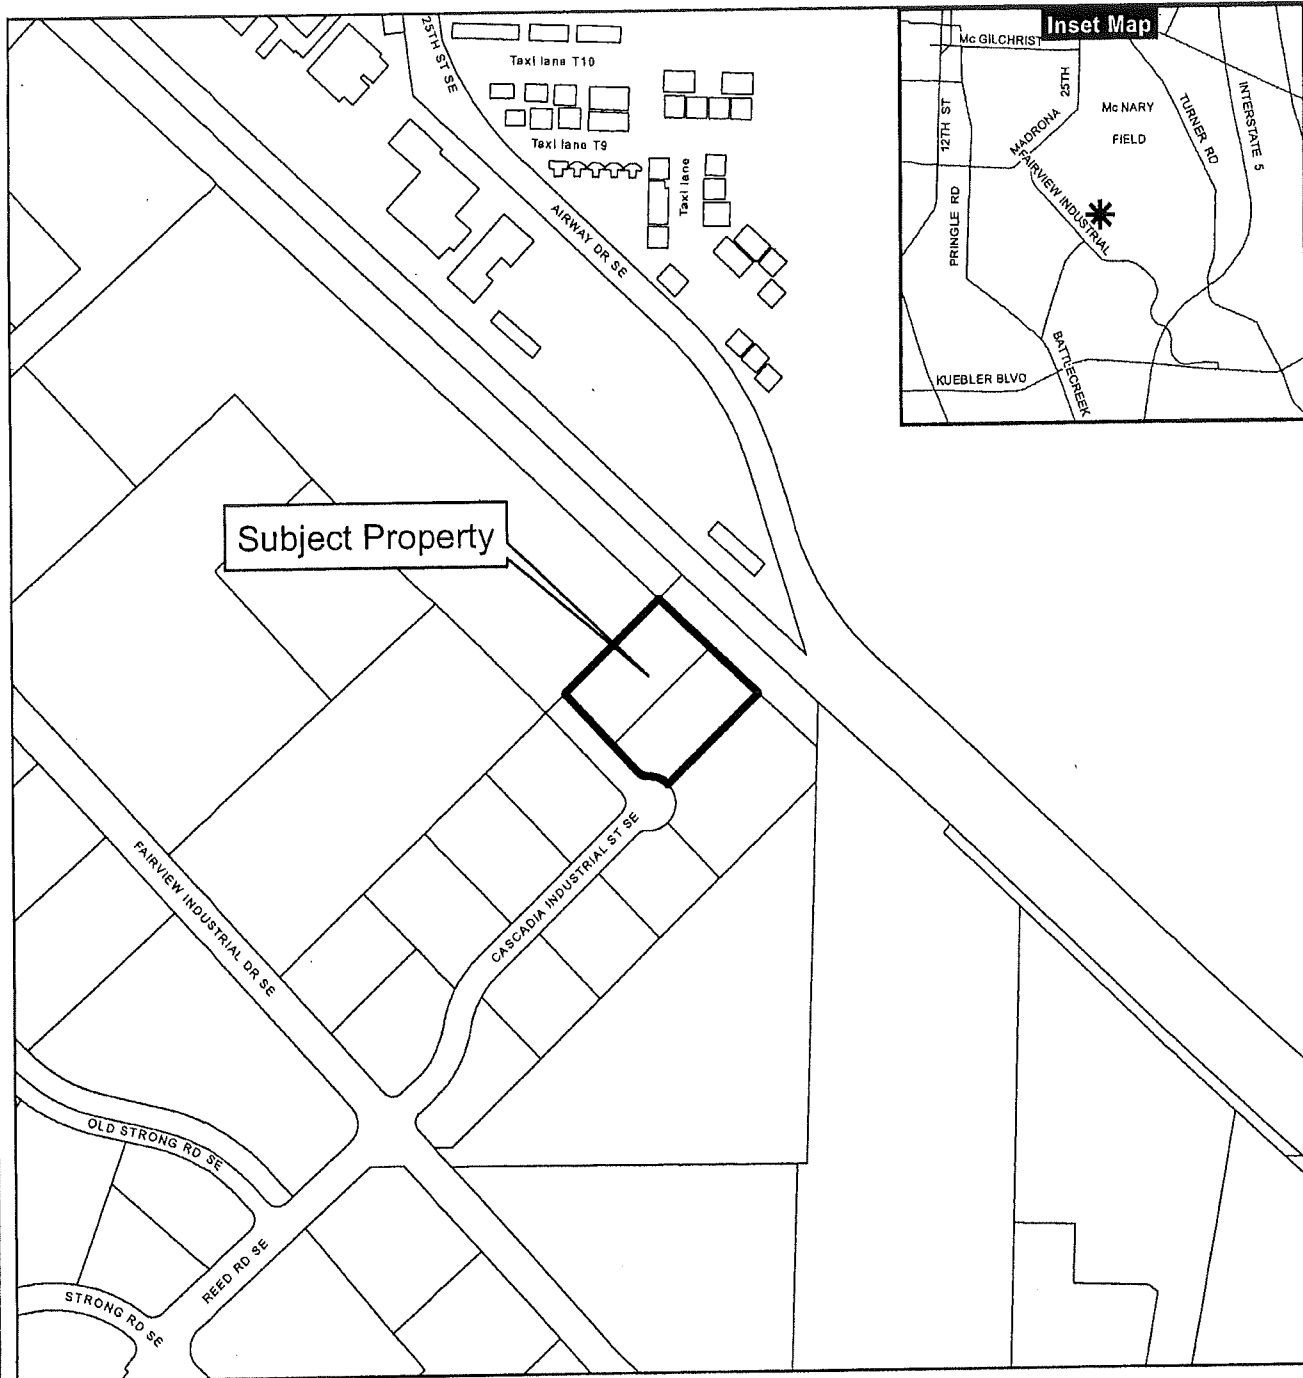 Inset Map
Mc GILCHRIST
25TH
12TH ST
MADRONA
Mc NARY
FIELD
TURNER RD
INTERSTATE 5
FAIRVIEW INDUSTRIAL
PRINGLE RD
BATTLECREEK
KUEBLER BLVD
25TH ST SE
Taxi lane T10
Taxi lane T9
Taxi lane
AIRWAY DR SE
Subject Property
FAIRVIEW INDUSTRIAL DR SE
CASCADIA INDUSTRIAL ST SE
OLD STRONG RD SE
REED RD SE
STRONG RD SE